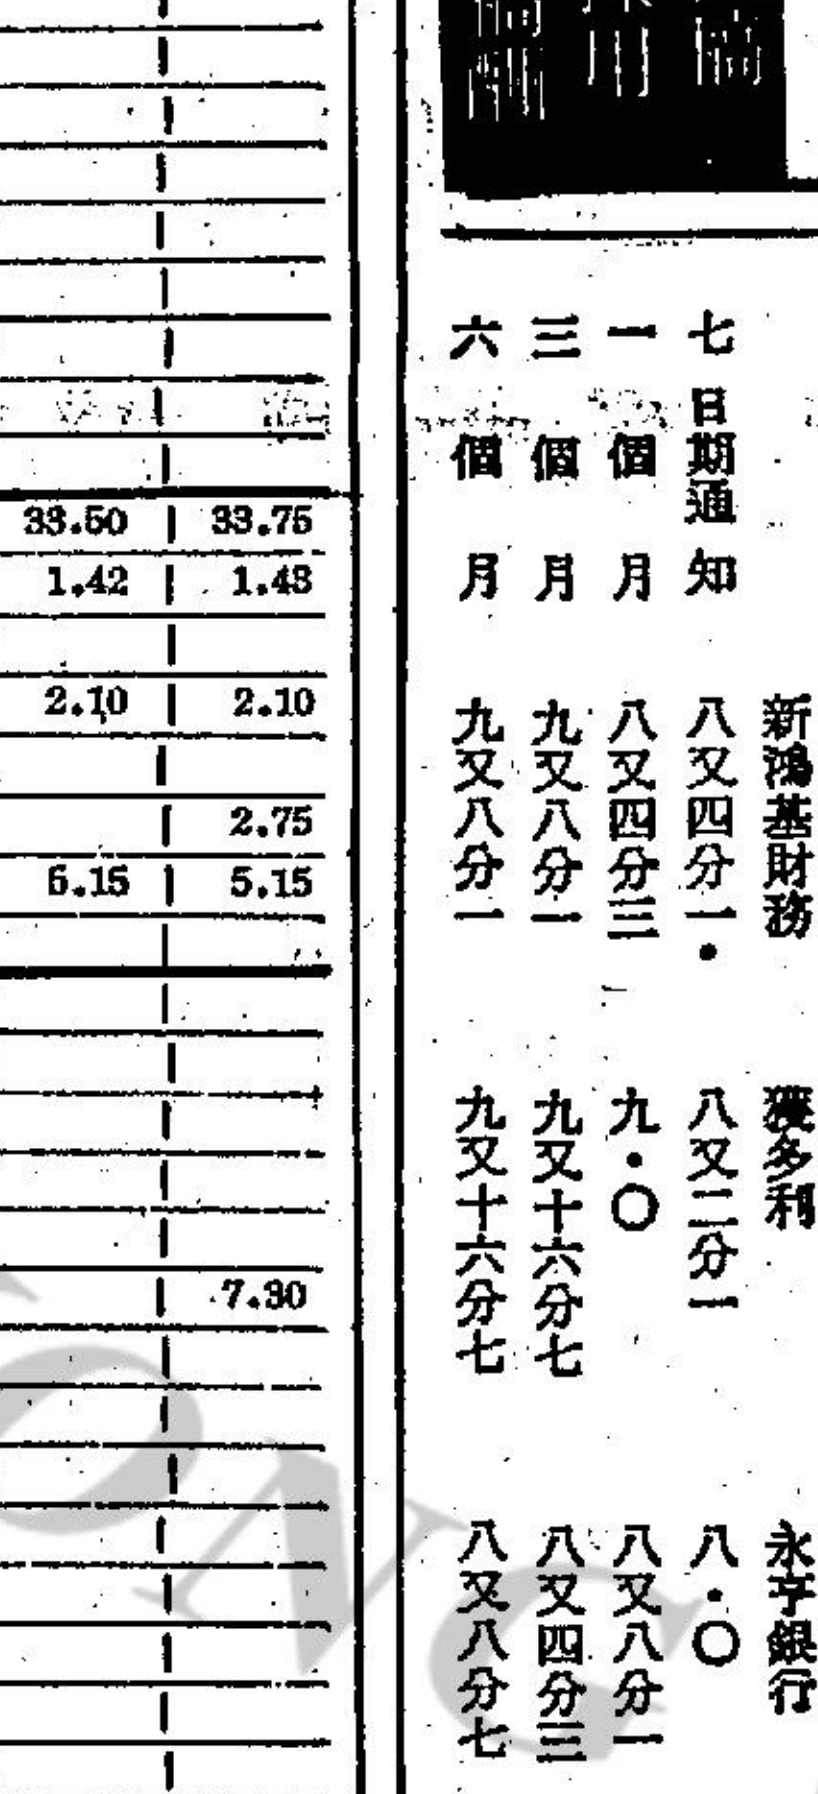 33.50 33.75
1.42 1.43
2.10 2.10
2.75
5.15 5.15
7.30
新鴻基財務 獲多利 永亨銀行
七日期通知 八又四分一・ 八又二分一 八・〇
一個月 八又四分三 九・〇 八又八分一
三個月 九又八分一 九又十六分七 八又四分三
六個月 九又八分一 九又十六分七 八又八分七